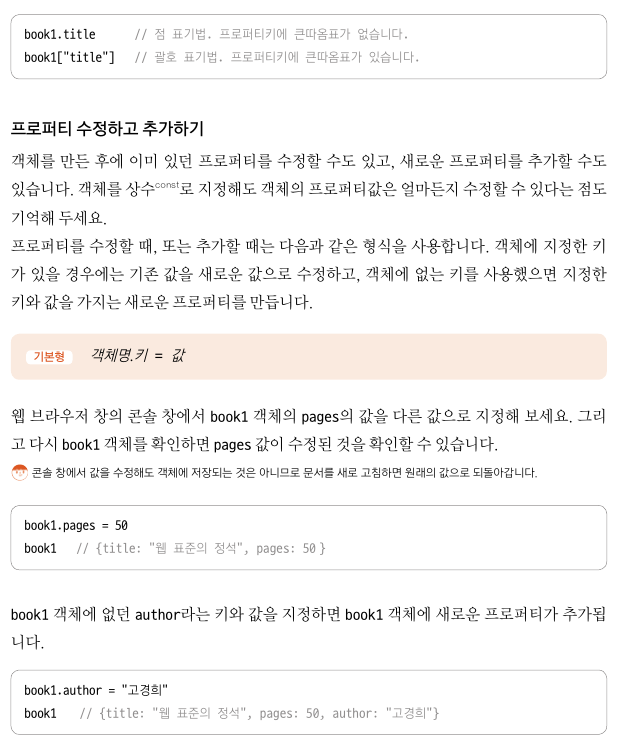 book1.title // 점 표기법. 프로퍼티키에 큰따옴표가 없습니다.
book1["title"] // 괄호 표기법. 프로퍼티키에 큰따옴표가 있습니다.
프로퍼티 수정하고 추가하기
객체를 만든 후에 이미 있던 프로퍼티를 수정할 수도 있고, 새로운 프로퍼티를 추가할 수도
있습니다. 객체를 상수const로 지정해도 객체의 프로퍼티값은 얼마든지 수정할 수 있다는 점도
기억해 두세요.
프로퍼티를 수정할 때, 또는 추가할 때는 다음과 같은 형식을 사용합니다. 객체에 지정한 키
가 있을 경우에는 기존 값을 새로운 값으로 수정하고, 객체에 없는 키를 사용했으면 지정한
키와 값을 가지는 새로운 프로퍼티를 만듭니다.
기본형 객체명.키 = 값
웹 브라우저 창의 콘솔 창에서 book1 객체의 pages의 값을 다른 값으로 지정해 보세요. 그리
고 다시 book1 객체를 확인하면 pages 값이 수정된 것을 확인할 수 있습니다.
콘솔 창에서 값을 수정해도 객체에 저장되는 것은 아니므로 문서를 새로 고침하면 원래의 값으로 되돌아갑니다.
book1.pages = 50
book1 // {title: "웹 표준의 정석", pages: 50 }
book1 객체에 없던 author라는 키와 값을 지정하면 book1 객체에 새로운 프로퍼티가 추가됩
니다.
book1.author = "고경희"
book1 // {title: "웹 표준의 정석", pages: 50, author: "고경희"}